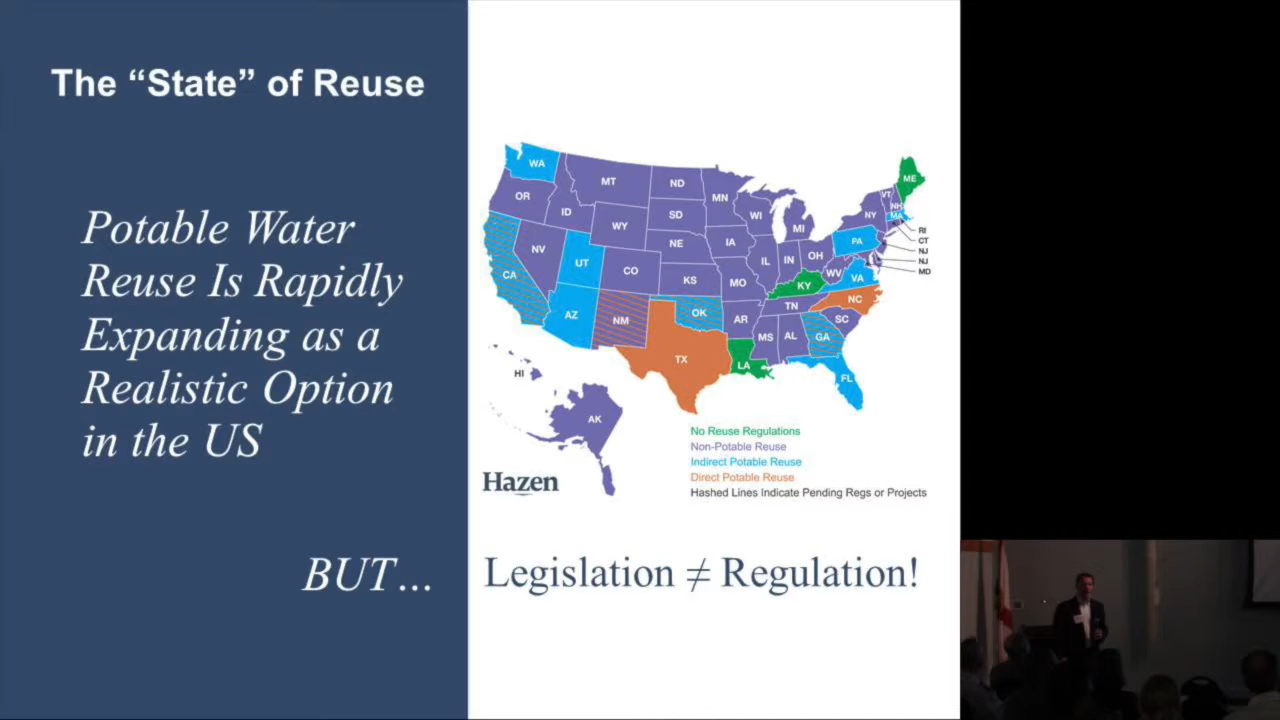 The “State” of Reuse
Potable Water
Reuse Is Rapidly
Expanding as a
Realistic Option
in the US
BUT…
WA
OR
CA
NV
ID
MT
WY
UT
AZ
CO
NM
ND
SD
NE
KS
OK
TX
MN
IA
MO
AR
LA
WI
IL
MI
IN
OH
KY
TN
MS
AL
GA
FL
SC
NC
VA
WV
PA
NY
VT
NH
MA
ME
RI
CT
NJ
NJ
MD
HI
AK
No Reuse Regulations
Non-Potable Reuse
Indirect Potable Reuse
Direct Potable Reuse
Hashed Lines Indicate Pending Regs or Projects
Hazen
Legislation ≠ Regulation!